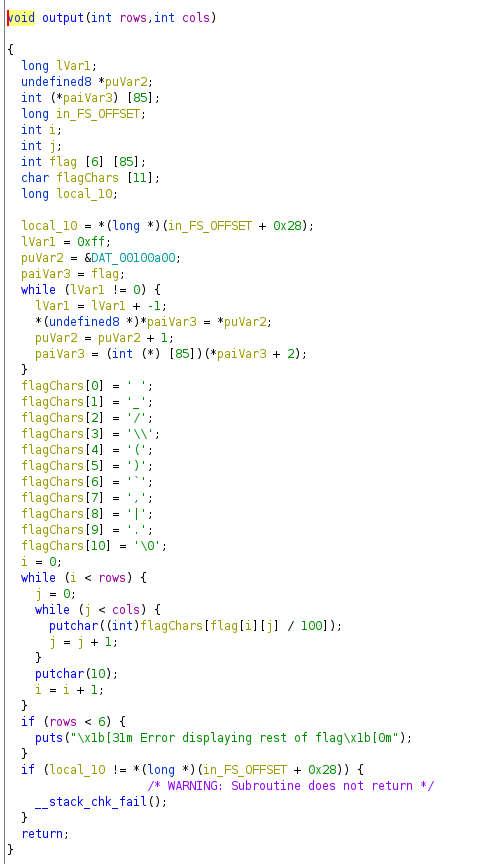 void output(int rows,int cols)
{
long lVar1;
undefined8 *puVar2;
int (*paiVar3) [85];
long in_FS_OFFSET;
int i;
int j;
int flag [6] [85];
char flagChars [11];
long local_10;
local_10 = *(long *)(in_FS_OFFSET + 0x28);
lVar1 = 0xff;
puVar2 = &DAT_00100a00;
paiVar3 = flag;
while (lVar1 != 0) {
lVar1 = lVar1 + -1;
*(undefined8 *)*paiVar3 = *puVar2;
puVar2 = puVar2 + 1;
paiVar3 = (int (*) [85])(*paiVar3 + 2);
}
flagChars[0] = ' ';
flagChars[1] = '_';
flagChars[2] = '/';
flagChars[3] = '\\';
flagChars[4] = '(';
flagChars[5] = ')';
flagChars[6] = '`';
flagChars[7] = ',';
flagChars[8] = '|';
flagChars[9] = '.';
flagChars[10] = '\0';
i = 0;
while (i < rows) {
j = 0;
while (j < cols) {
putchar((int)flagChars[flag[i][j] / 100]);
j = j + 1;
}
putchar(10);
i = i + 1;
}
if (rows < 6) {
puts("\x1b[31m Error displaying rest of flag\x1b[0m");
}
if (local_10 != *(long *)(in_FS_OFFSET + 0x28)) {
/* WARNING: Subroutine does not return */
__stack_chk_fail();
}
return;
}